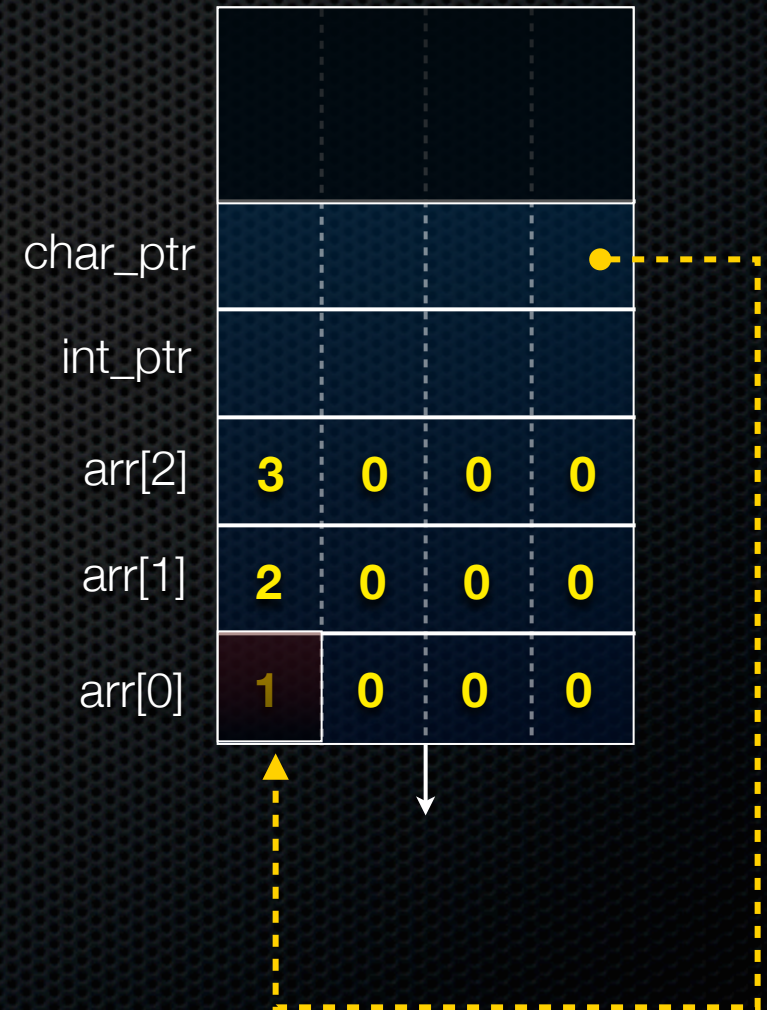 char_ptr
int_ptr
arr[2] 3 0 0 0
arr[1] 2 0 0 0
arr[0] 1 0 0 0